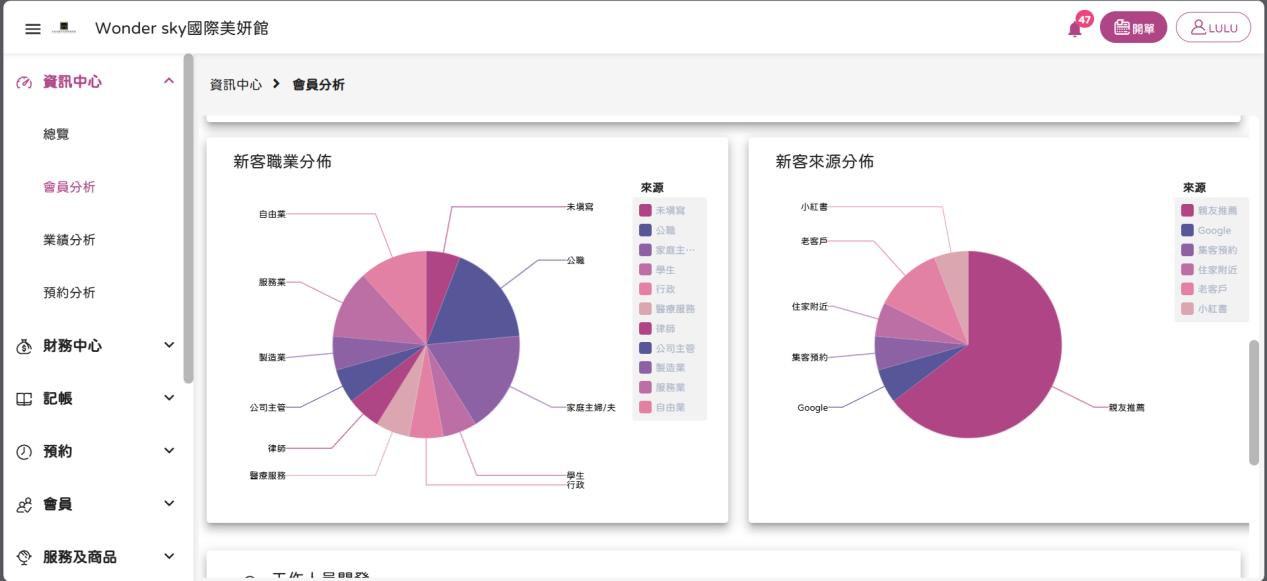 Wonder sky國際美妍館
47
開單
LULU
資訊中心
總覽
會員分析
業績分析
預約分析
財務中心
記帳
預約
會員
服務及商品
資訊中心 > 會員分析
新客職業分佈
自由業
未填寫
公職
服務業
製造業
公司主管
家庭主婦/夫
律師
醫療服務
學生
行政
來源
未填寫
公職
家庭主…
學生
行政
醫療服務
律師
公司主管
製造業
服務業
自由業
新客來源分佈
小紅書
老客戶
住家附近
集客預約
Google
親友推薦
來源
親友推薦
Google
集客預約
住家附近
老客戶
小紅書
工作人員開發